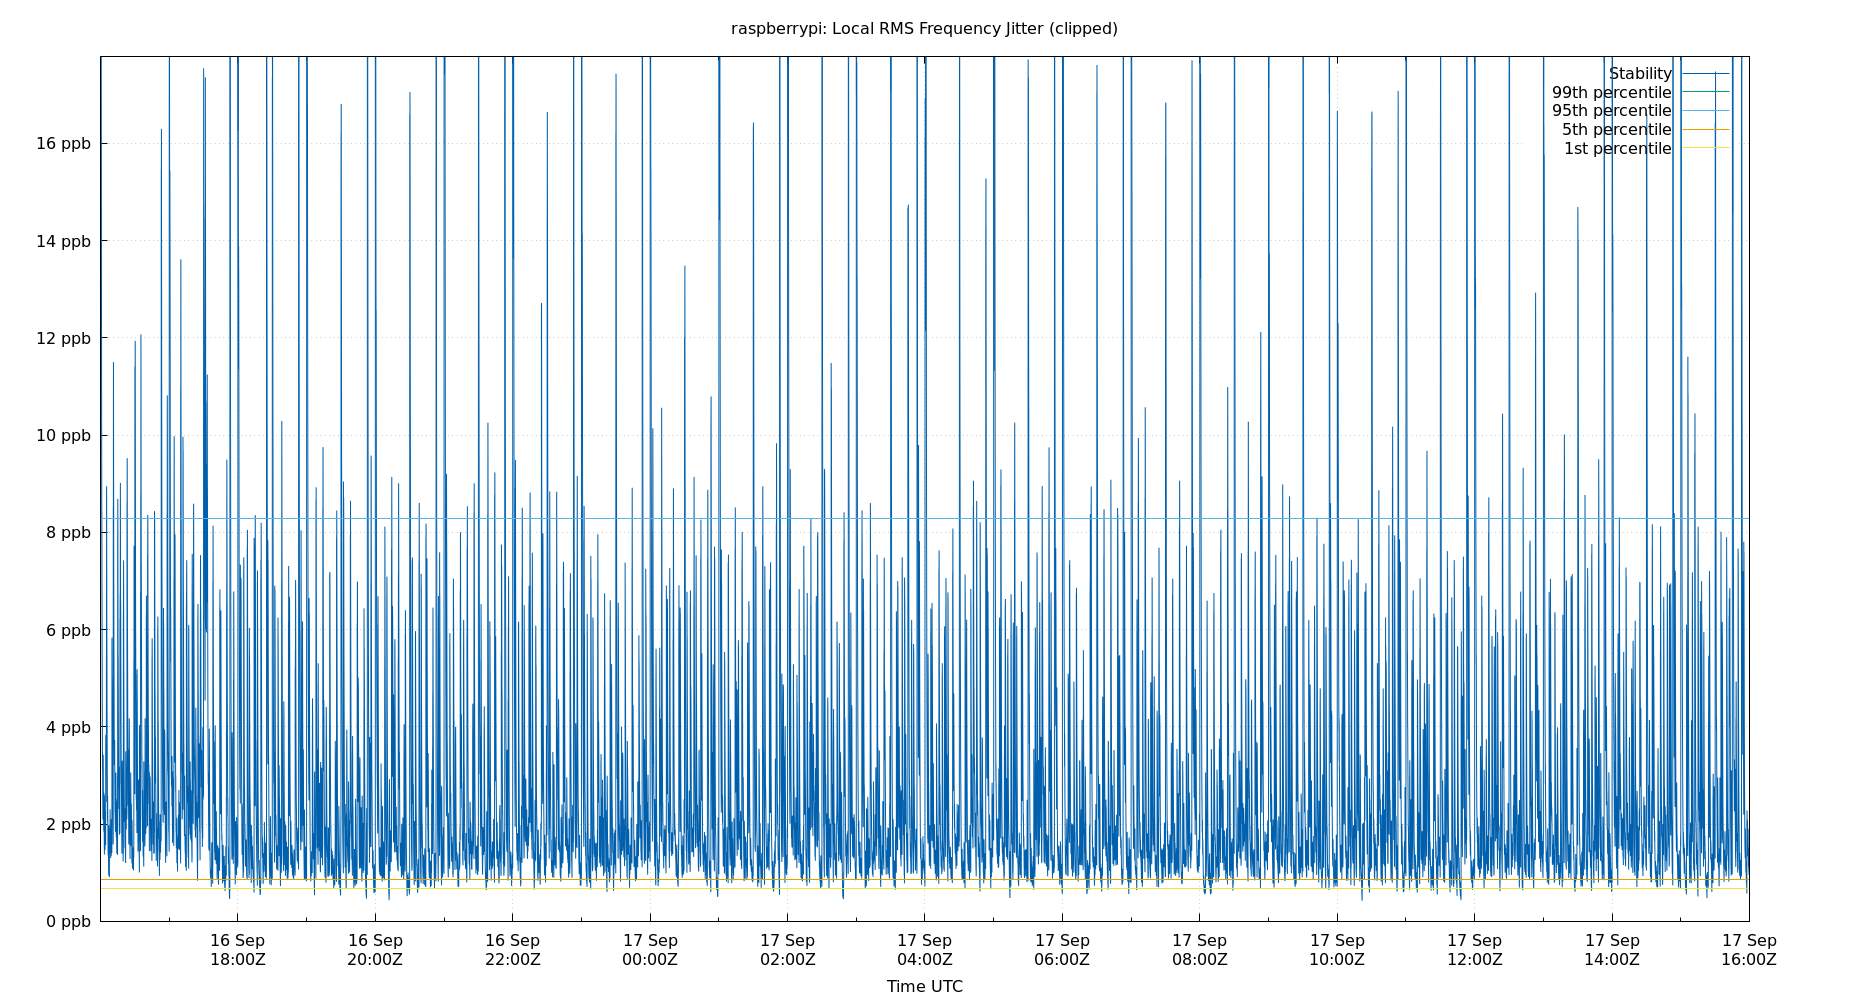 raspberrypi: Local RMS Frequency Jitter (clipped)
Stability
99th percentile
95th percentile
5th percentile
1st percentile
16 ppb
14 ppb
12 ppb
10 ppb
8 ppb
6 ppb
4 ppb
2 ppb
0 ppb
16 Sep 16 Sep 16 Sep 17 Sep 17 Sep 17 Sep 17 Sep 17 Sep 17 Sep 17 Sep 17 Sep 17 Sep
18:00Z 20:00Z 22:00Z 00:00Z 02:00Z 04:00Z 06:00Z 08:00Z 10:00Z 12:00Z 14:00Z 16:00Z
Time UTC